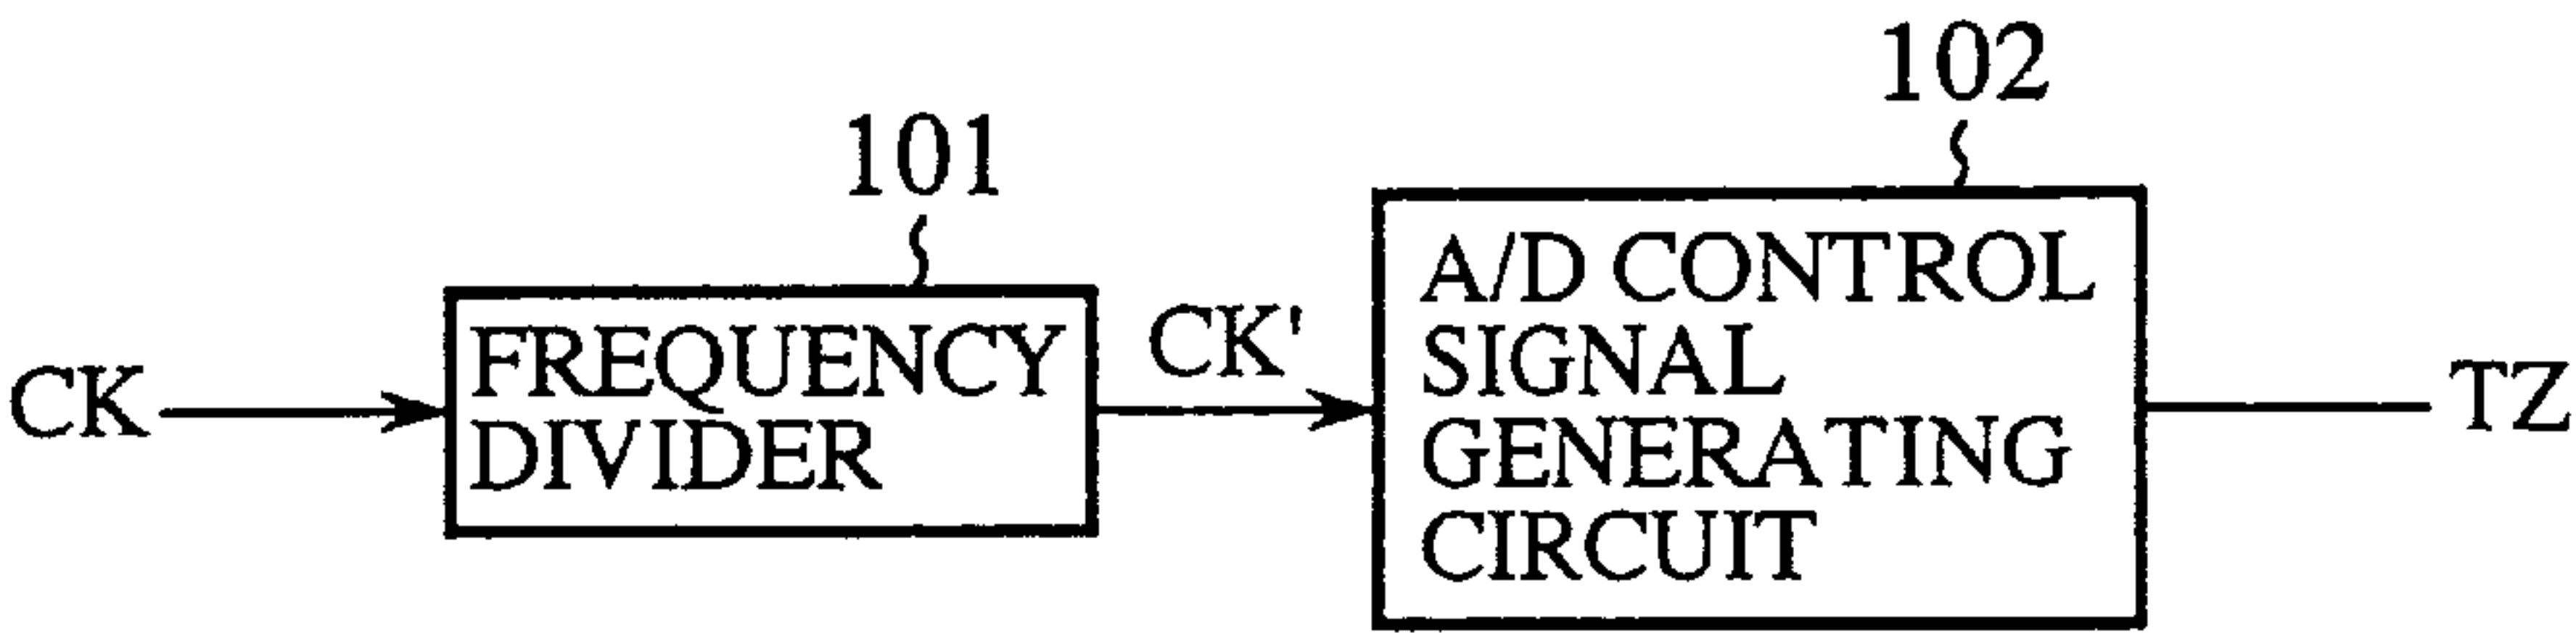 102
101
CK
FREQUENCY
DIVIDER
CK'
A/D CONTROL
SIGNAL
GENERATING
CIRCUIT
TZ